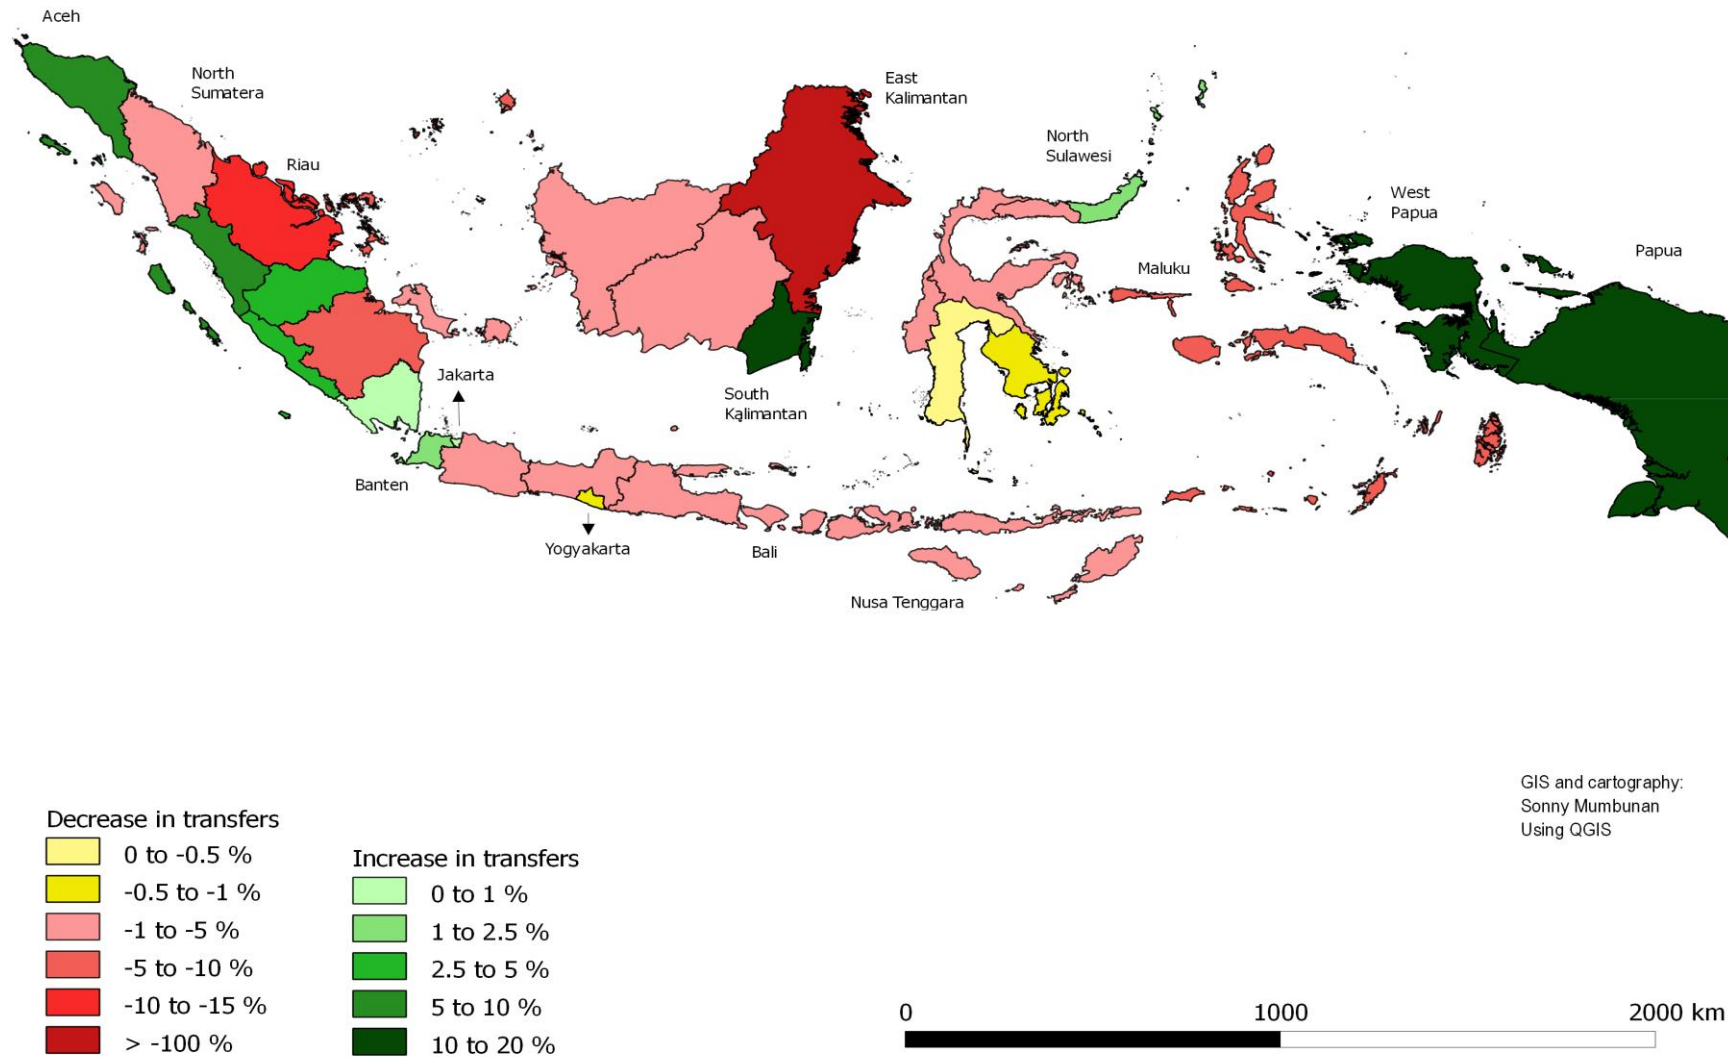 Aceh
North
Sumatera
Riau
East
Kalimantan
North
Sulawesi
West
Papua
Papua
Maluku
Jakarta
South
Kalimantan
Banten
Yogyakarta
Bali
Nusa Tenggara
GIS and cartography:
Sonny Mumbunan
Using QGIS
Decrease in transfers
0 to -0.5 %
-0.5 to -1 %
-1 to -5 %
-5 to -10 %
-10 to -15 %
> -100 %
Increase in transfers
0 to 1 %
1 to 2.5 %
2.5 to 5 %
5 to 10 %
10 to 20 %
0 1000 2000 km